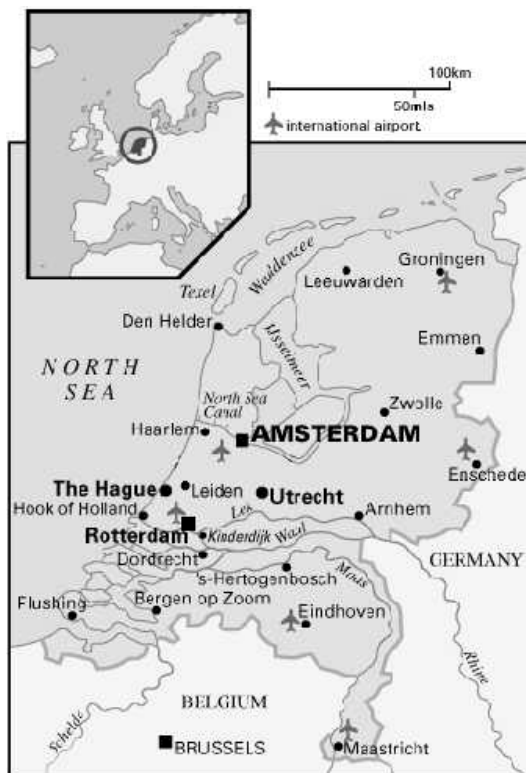 100km
50mls
international airport
Groningen
Leeuwarden
Waddenzee
Texel
Den Helder
IJsselmeer
Emmen
NORTH
SEA
North Sea
Canal
Zwolle
Haarlem
AMSTERDAM
Enschede
The Hague
Leiden
Utrecht
Hook of Holland
Lek
Arnhem
Rotterdam
Kinderdijk
Waal
Dordrecht
GERMANY
's-Hertogenbosch
Maas
Flushing
Bergen op Zoom
Eindhoven
Rhine
BELGIUM
Schelde
BRUSSELS
Maastricht